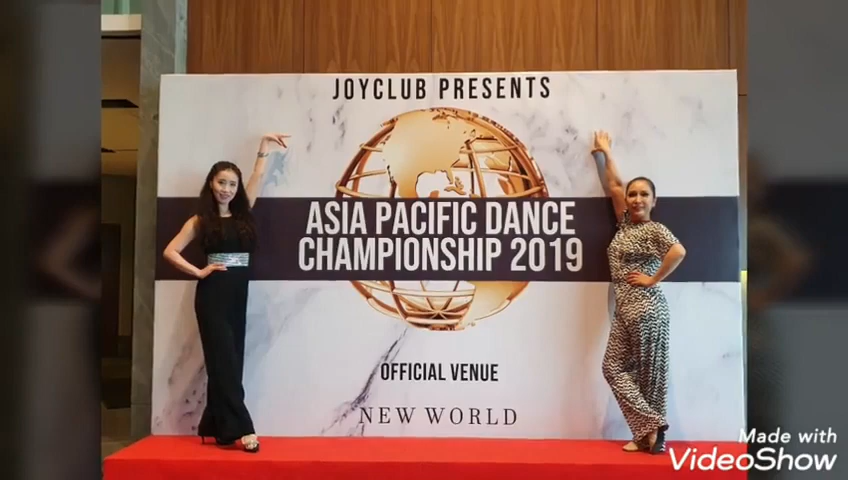 JOYCLUB PRESENTS
ASIA PACIFIC DANCE
CHAMPIONSHIP 2019
OFFICIAL VENUE
NEW WORLD
Made with
VideoShow